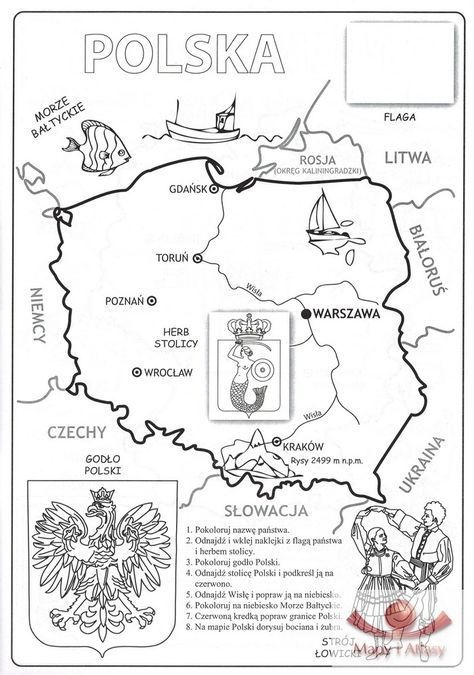 POLSKA
FLAGA
MORZE
BAŁTYCKIE
ROSJA
(OKRĘG KALININGRADZKI)
LITWA
GDAŃSK
BIAŁORUŚ
TORUŃ
Wisła
NIEMCY
POZNAŃ
WARSZAWA
HERB
STOLICY
WROCŁAW
Wisła
CZECHY
KRAKÓW
Rysy 2499 m n.p.m.
UKRAINA
GODŁO
POLSKI
SŁOWACJA
1. Pokoloruj nazwę państwa.
2. Odnajdź i wklej naklejki z flagą państwa
i herbem stolicy.
3. Pokoloruj godło Polski.
4. Odnajdź stolicę Polski i podkreśl ją na
czerwono.
5. Odnajdź Wisłę i popraw ją na niebiesko.
6. Pokoloruj na niebiesko Morze Bałtyckie.
7. Czerwoną kredką popraw granice Polski.
8. Na mapie Polski dorysuj bociana i żubra.
STRÓJ
ŁOWICKI
Mapy i Atlasy